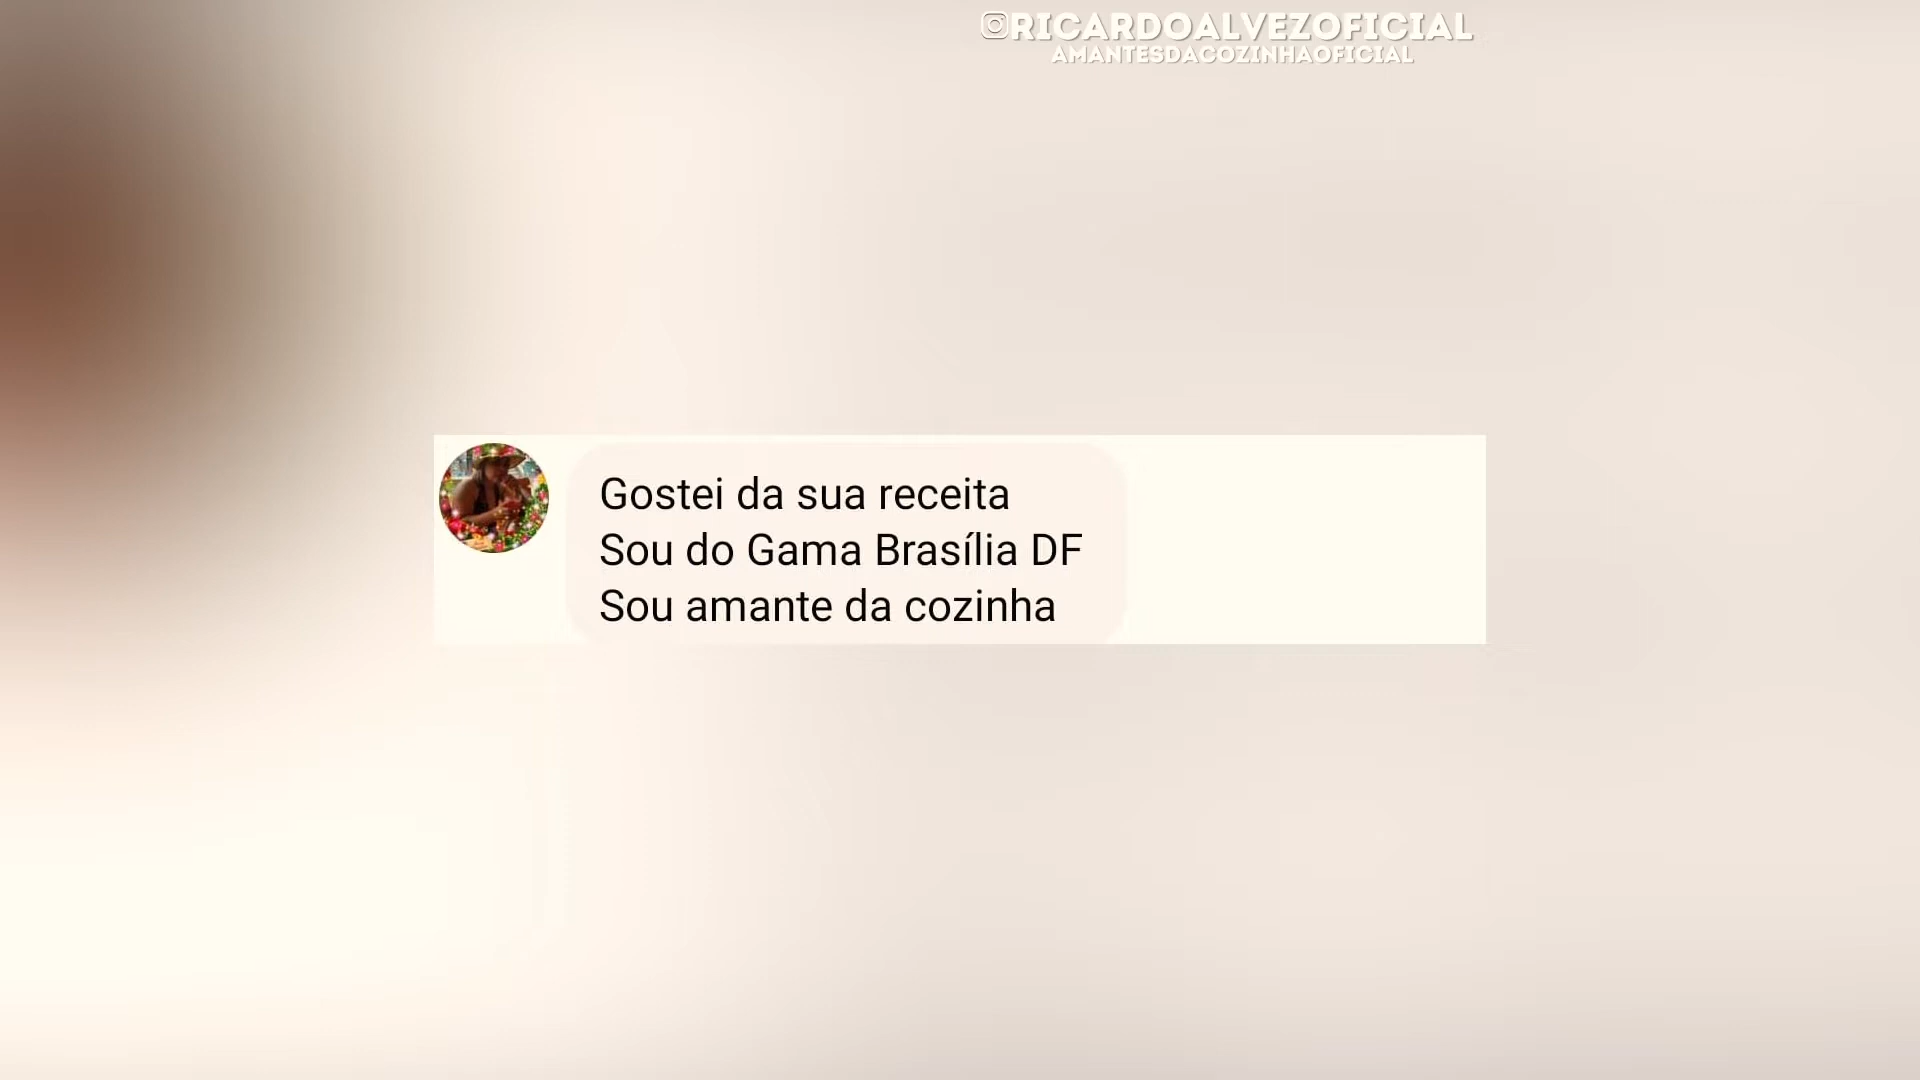 @RICARDOALVEZOFICIAL
AMANTESDACOZINHAOFICIAL
Gostei da sua receita
Sou do Gama Brasília DF
Sou amante da cozinha